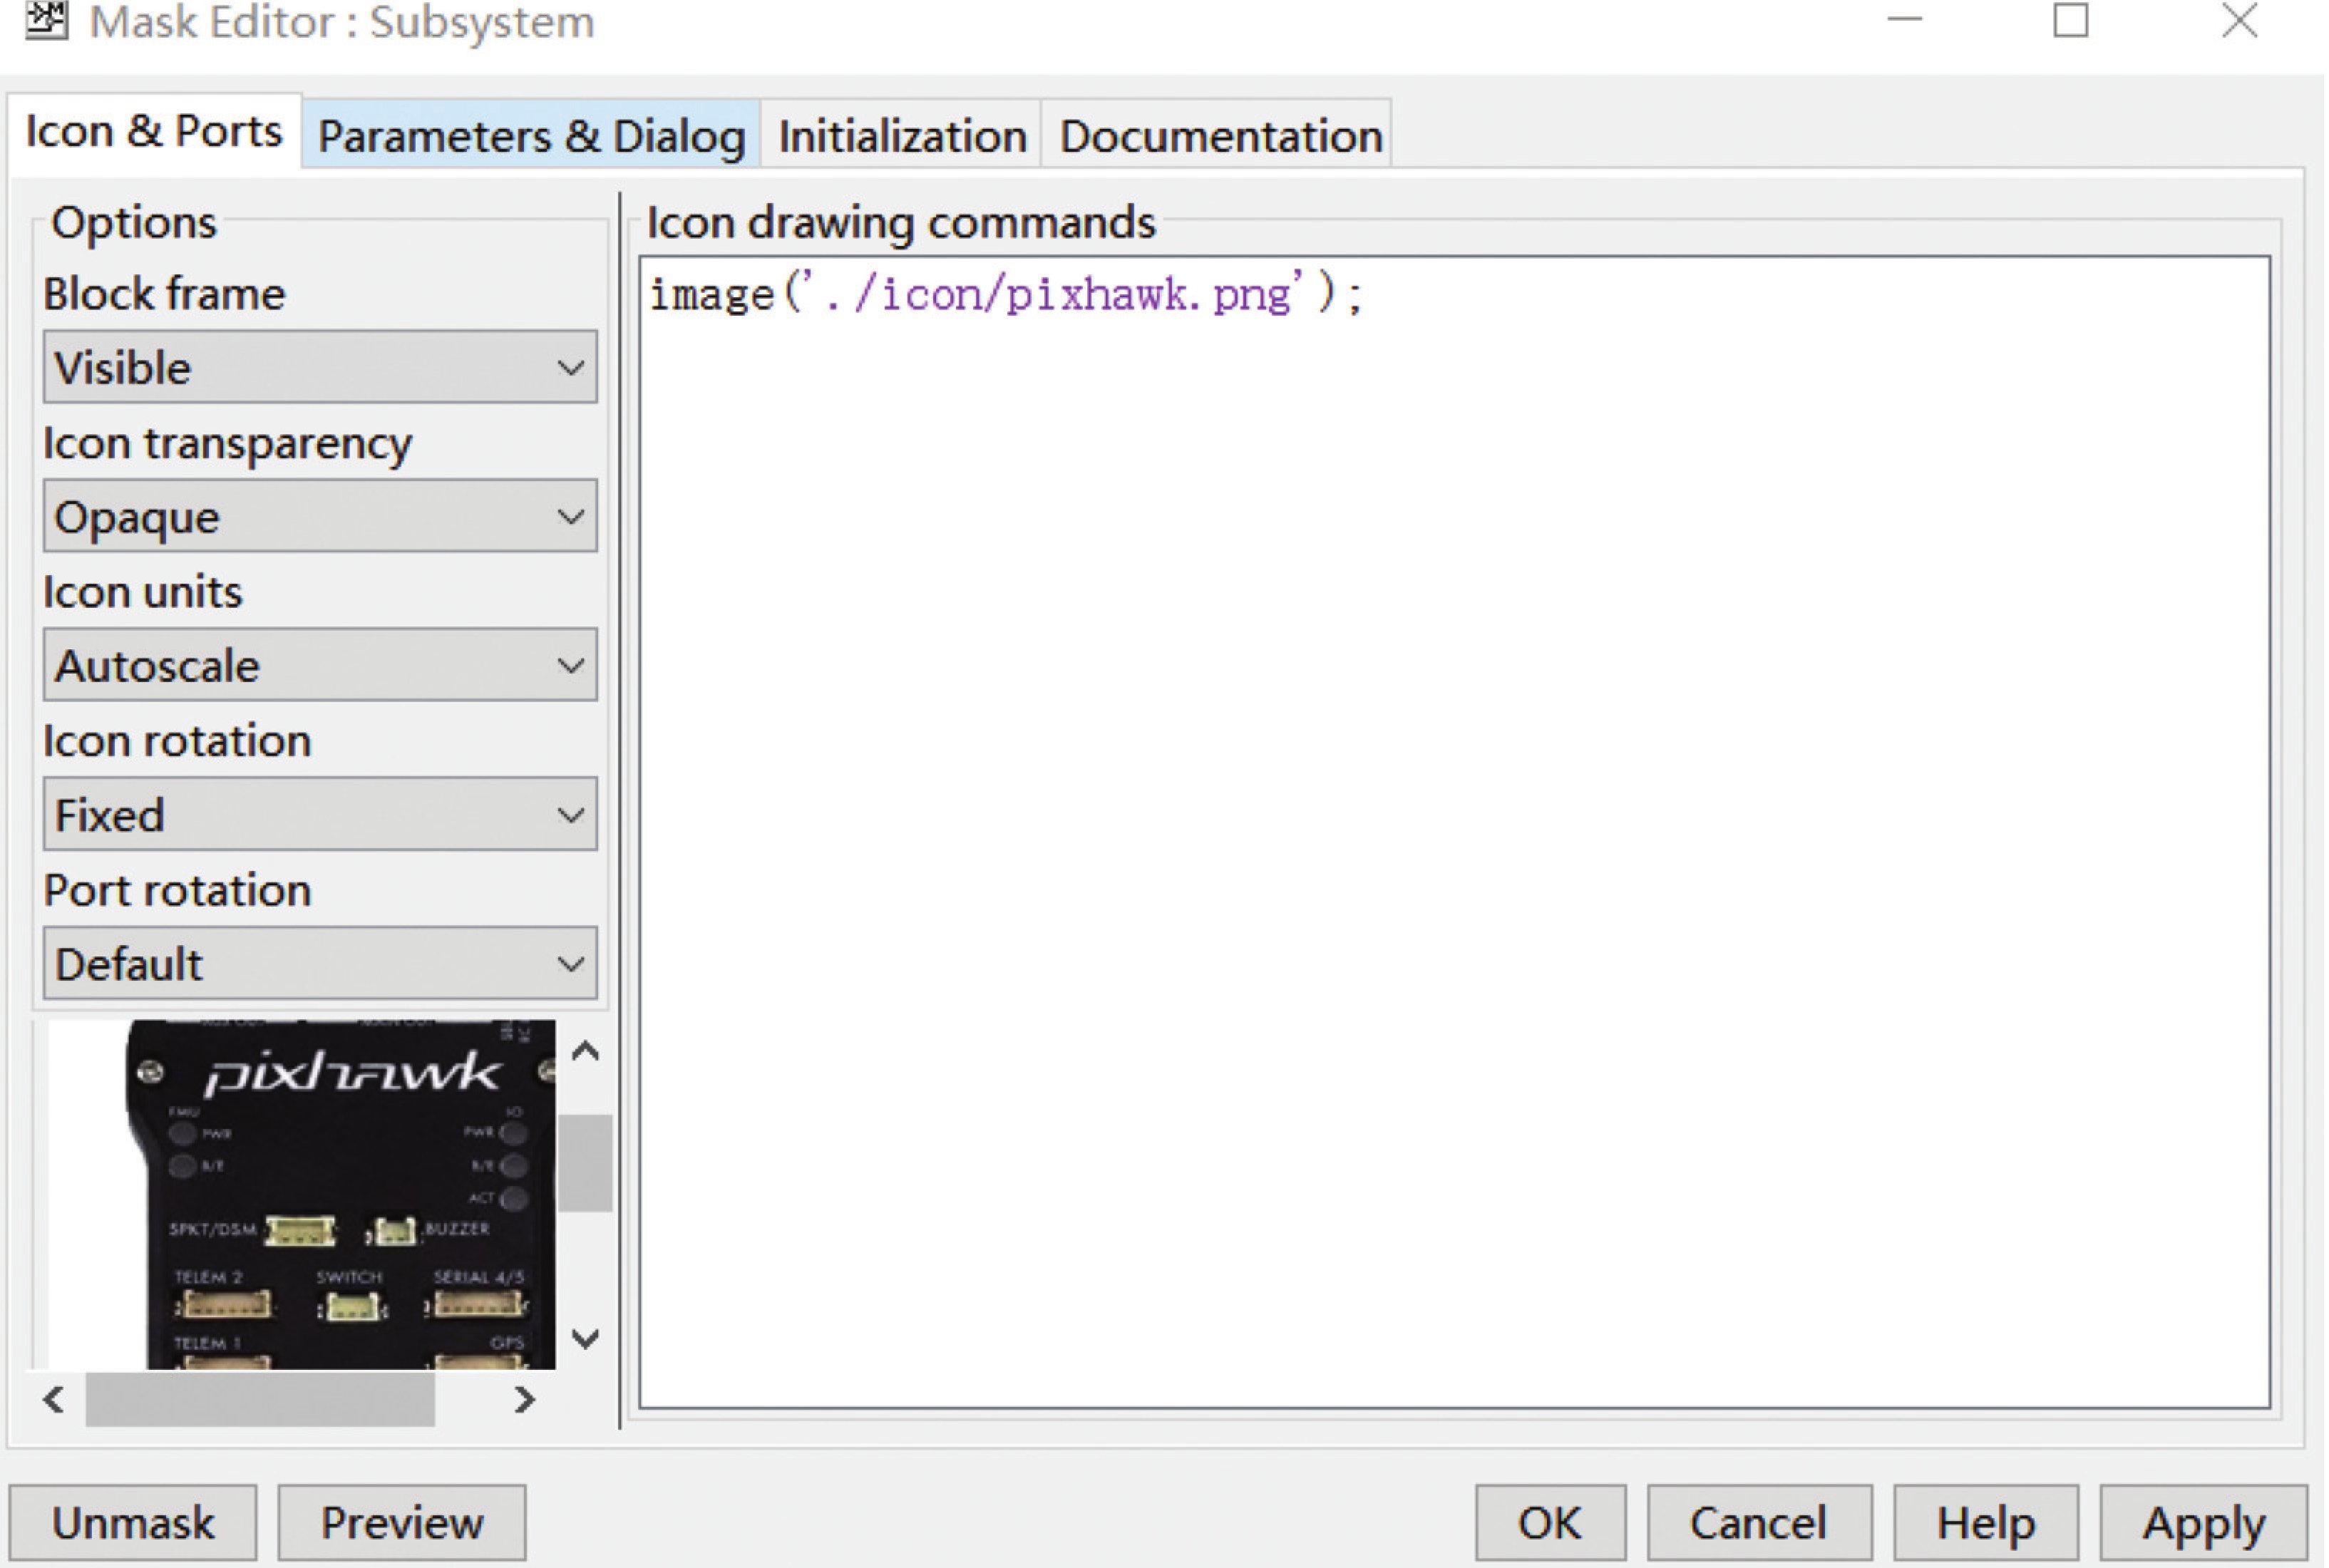 Mask Editor : Subsystem
Icon & Ports
Parameters & Dialog
Initialization
Documentation
Options
Block frame
Visible
Icon transparency
Opaque
Icon units
Autoscale
Icon rotation
Fixed
Port rotation
Default
Icon drawing commands
image('./icon/pixhawk.png');
pixhawk
FMU
IO
PWR
PWR
B/E
B/E
ACT
SPKT/DSM
BUZZER
TELEM 2
SWITCH
SERIAL 4/5
TELEM 1
GPS
Unmask
Preview
OK
Cancel
Help
Apply